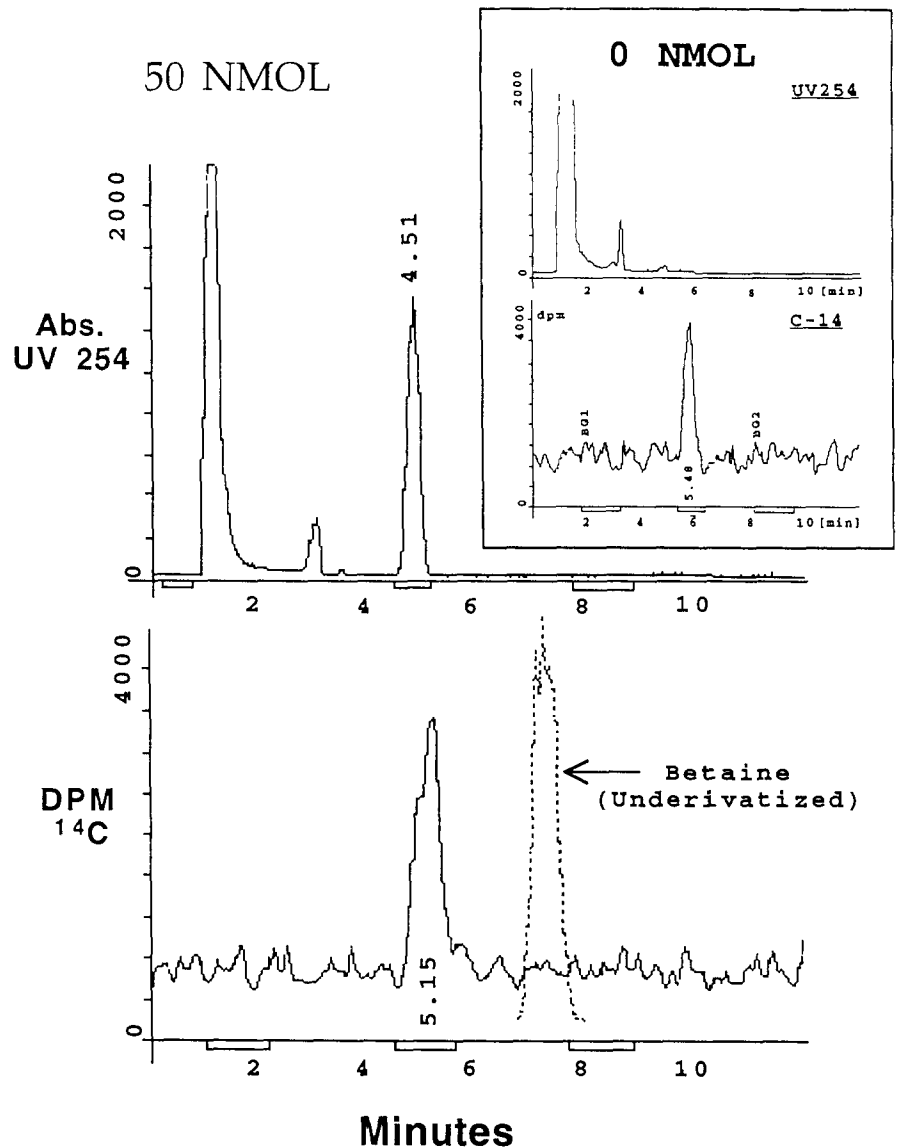 50 NMOL
2000
Abs.
UV 254
0
4.51
2 4 6 8 10
0 NMOL
UV254
2000
0
2 4 6 8 10 [min]
C-14
4000
dpm
BG1
BG2
5.48
0
2 4 6 8 10 [min]
4000
DPM
14C
0
5.15
Betaine
(Underivatized)
2 4 6 8 10
Minutes